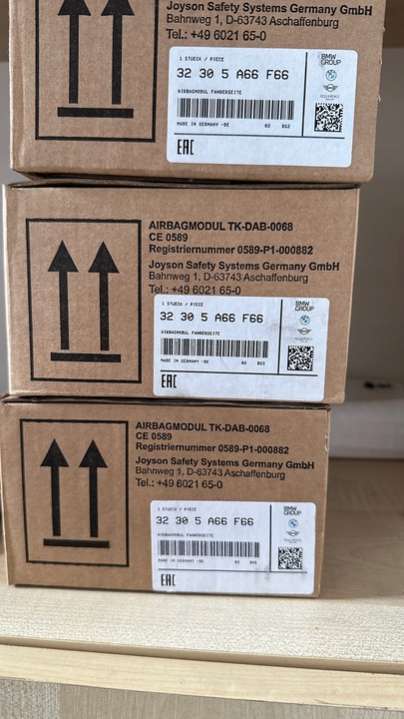 Joyson Safety Systems Germany GmbH
Bahnweg 1, D-63743 Aschaffenburg
Tel.: +49 6021 65-0
1 STUECK / PIECE
32 30 5 A66 F66
AIRBAGMODUL FAHRERSEITE
MADE IN GERMANY -DE 02 DG2
EAC
BMW
GROUP
AIRBAGMODUL TK-DAB-0068
CE 0589
Registriernummer 0589-P1-000882
Joyson Safety Systems Germany GmbH
Bahnweg 1, D-63743 Aschaffenburg
Tel.: +49 6021 65-0
1 STUECK / PIECE
32 30 5 A66 F66
AIRBAGMODUL FAHRERSEITE
MADE IN GERMANY -DE
EAC
BMW
GROUP
AIRBAGMODUL TK-DAB-0068
CE 0589
Registriernummer 0589-P1-000882
Joyson Safety Systems Germany GmbH
Bahnweg 1, D-63743 Aschaffenburg
Tel.: +49 6021 65-0
1 STUECK / PIECE
32 30 5 A66 F66
AIRBAGMODUL FAHRERSEITE
MADE IN GERMANY -DE
EAC
BMW
GROUP